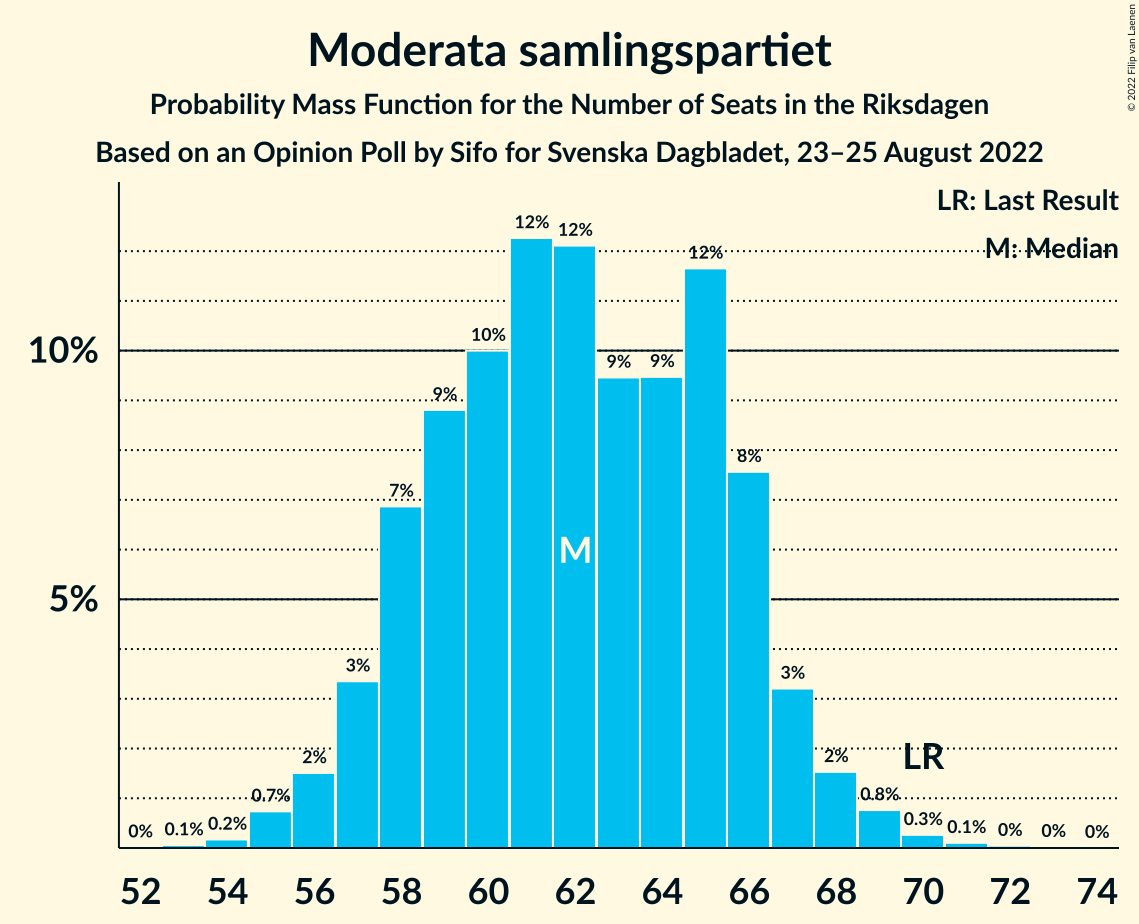 Moderata samlingspartiet
Probability Mass Function for the Number of Seats in the Riksdagen
Based on an Opinion Poll by Sifo for Svenska Dagbladet, 23–25 August 2022
© 2022 Filip van Laenen
LR: Last Result
M: Median
10%
5%
0%
0.1%
0.2%
0.7%
2%
3%
7%
9%
10%
12%
12%
9%
9%
12%
8%
3%
2%
0.8%
0.3%
0.1%
0%
0%
0%
M
LR
52 54 56 58 60 62 64 66 68 70 72 74